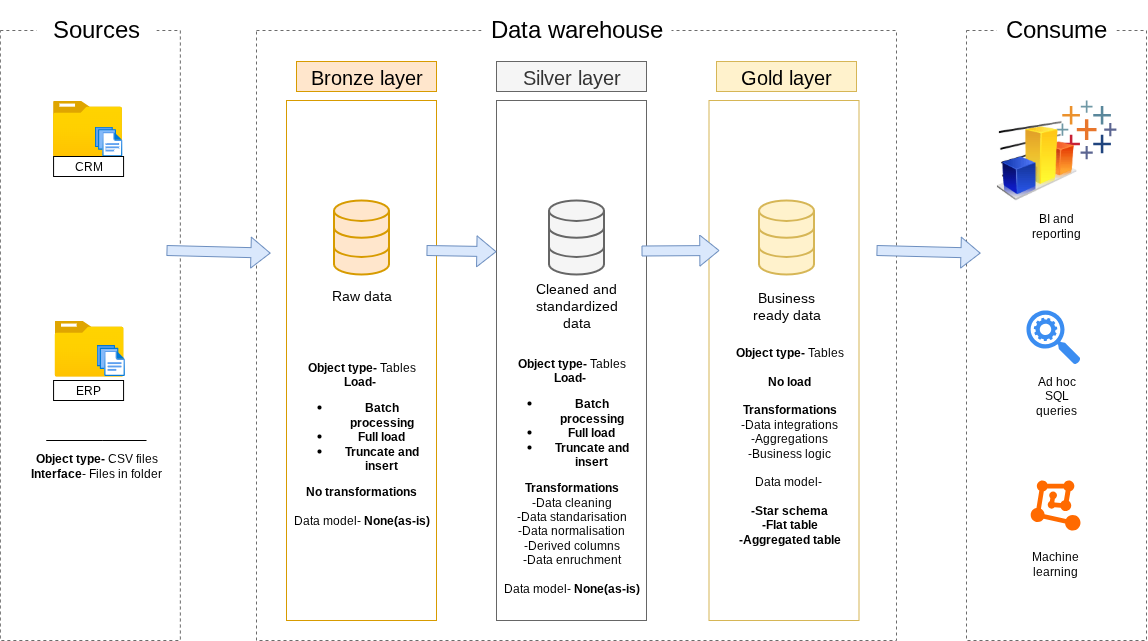 Sources
Data warehouse
Consume
CRM
ERP
Object type- CSV files
Interface- Files in folder
Bronze layer
Raw data
Object type- Tables
Load-
• Batch
processing
• Full load
• Truncate and
insert
No transformations
Data model- None(as-is)
Silver layer
Cleaned and
standardized
data
Object type- Tables
Load-
• Batch
processing
• Full load
• Truncate and
insert
Transformations
-Data cleaning
-Data standarisation
-Data normalisation
-Derived columns
-Data enruchment
Data model- None(as-is)
Gold layer
Business
ready data
Object type- Tables
No load
Transformations
-Data integrations
-Aggregations
-Business logic
Data model-
-Star schema
-Flat table
-Aggregated table
BI and
reporting
Ad hoc
SQL
queries
Machine
learning